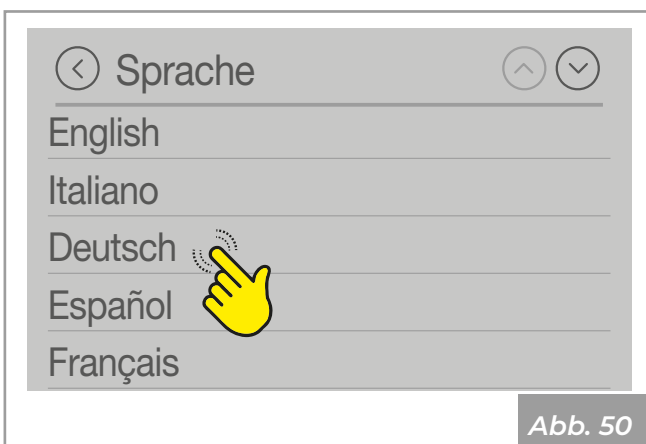 Sprache
English
Italiano
Deutsch
Español
Français
Abb. 50